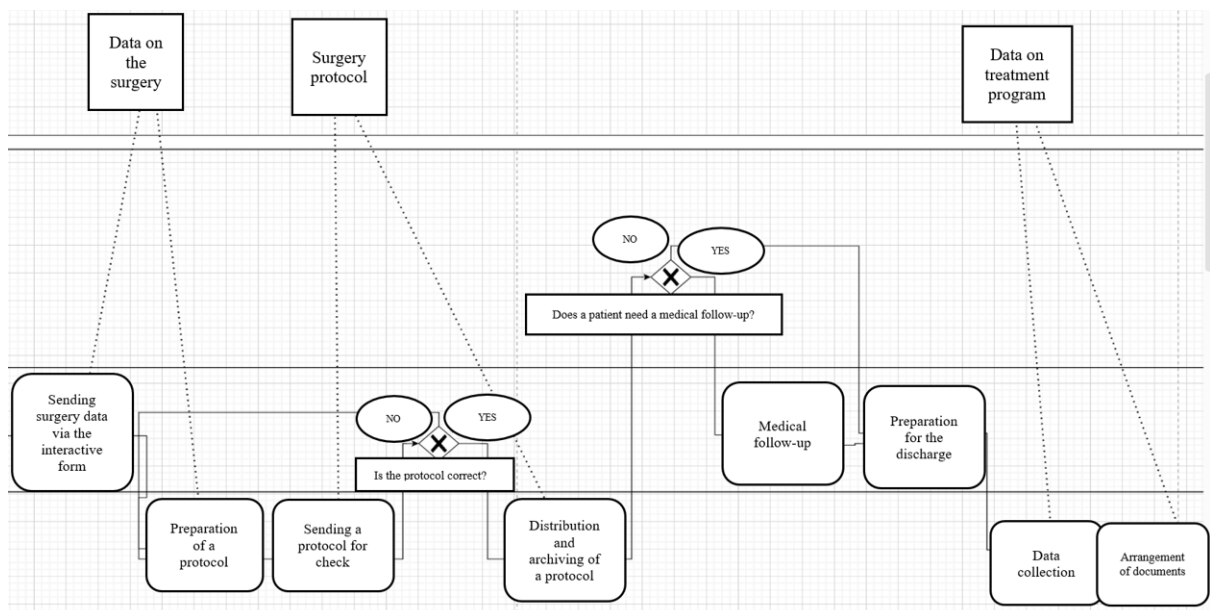 Data on
the
surgery
Surgery
protocol
Data on
treatment
program
NO
YES
Does a patient need a medical follow-up?
Sending
surgery data
via the
interactive
form
NO
YES
Is the protocol correct?
Medical
follow-up
Preparation
for the
discharge
Preparation
of a
protocol
Sending a
protocol for
check
Distribution
and
archiving of
a protocol
Data
collection
Arrangement
of documents